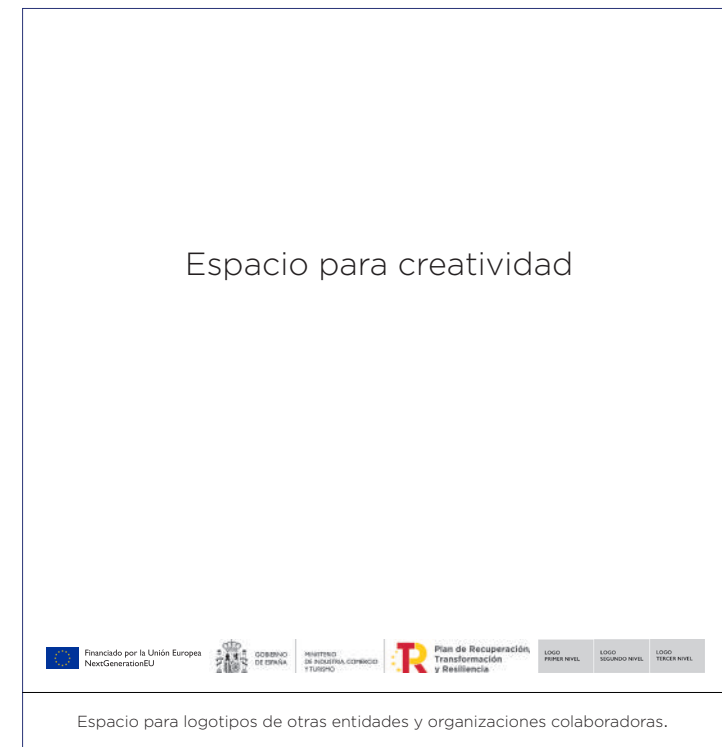 Espacio para creatividad
Financiado por la Unión Europea
NextGenerationEU
GOBIERNO
DE ESPAÑA
MINISTERIO
DE INDUSTRIA, COMERCIO
Y TURISMO
Plan de Recuperación,
Transformación
y Resiliencia
LOGO
PRIMER NIVEL
LOGO
SEGUNDO NIVEL
LOGO
TERCER NIVEL
Espacio para logotipos de otras entidades y organizaciones colaboradoras.